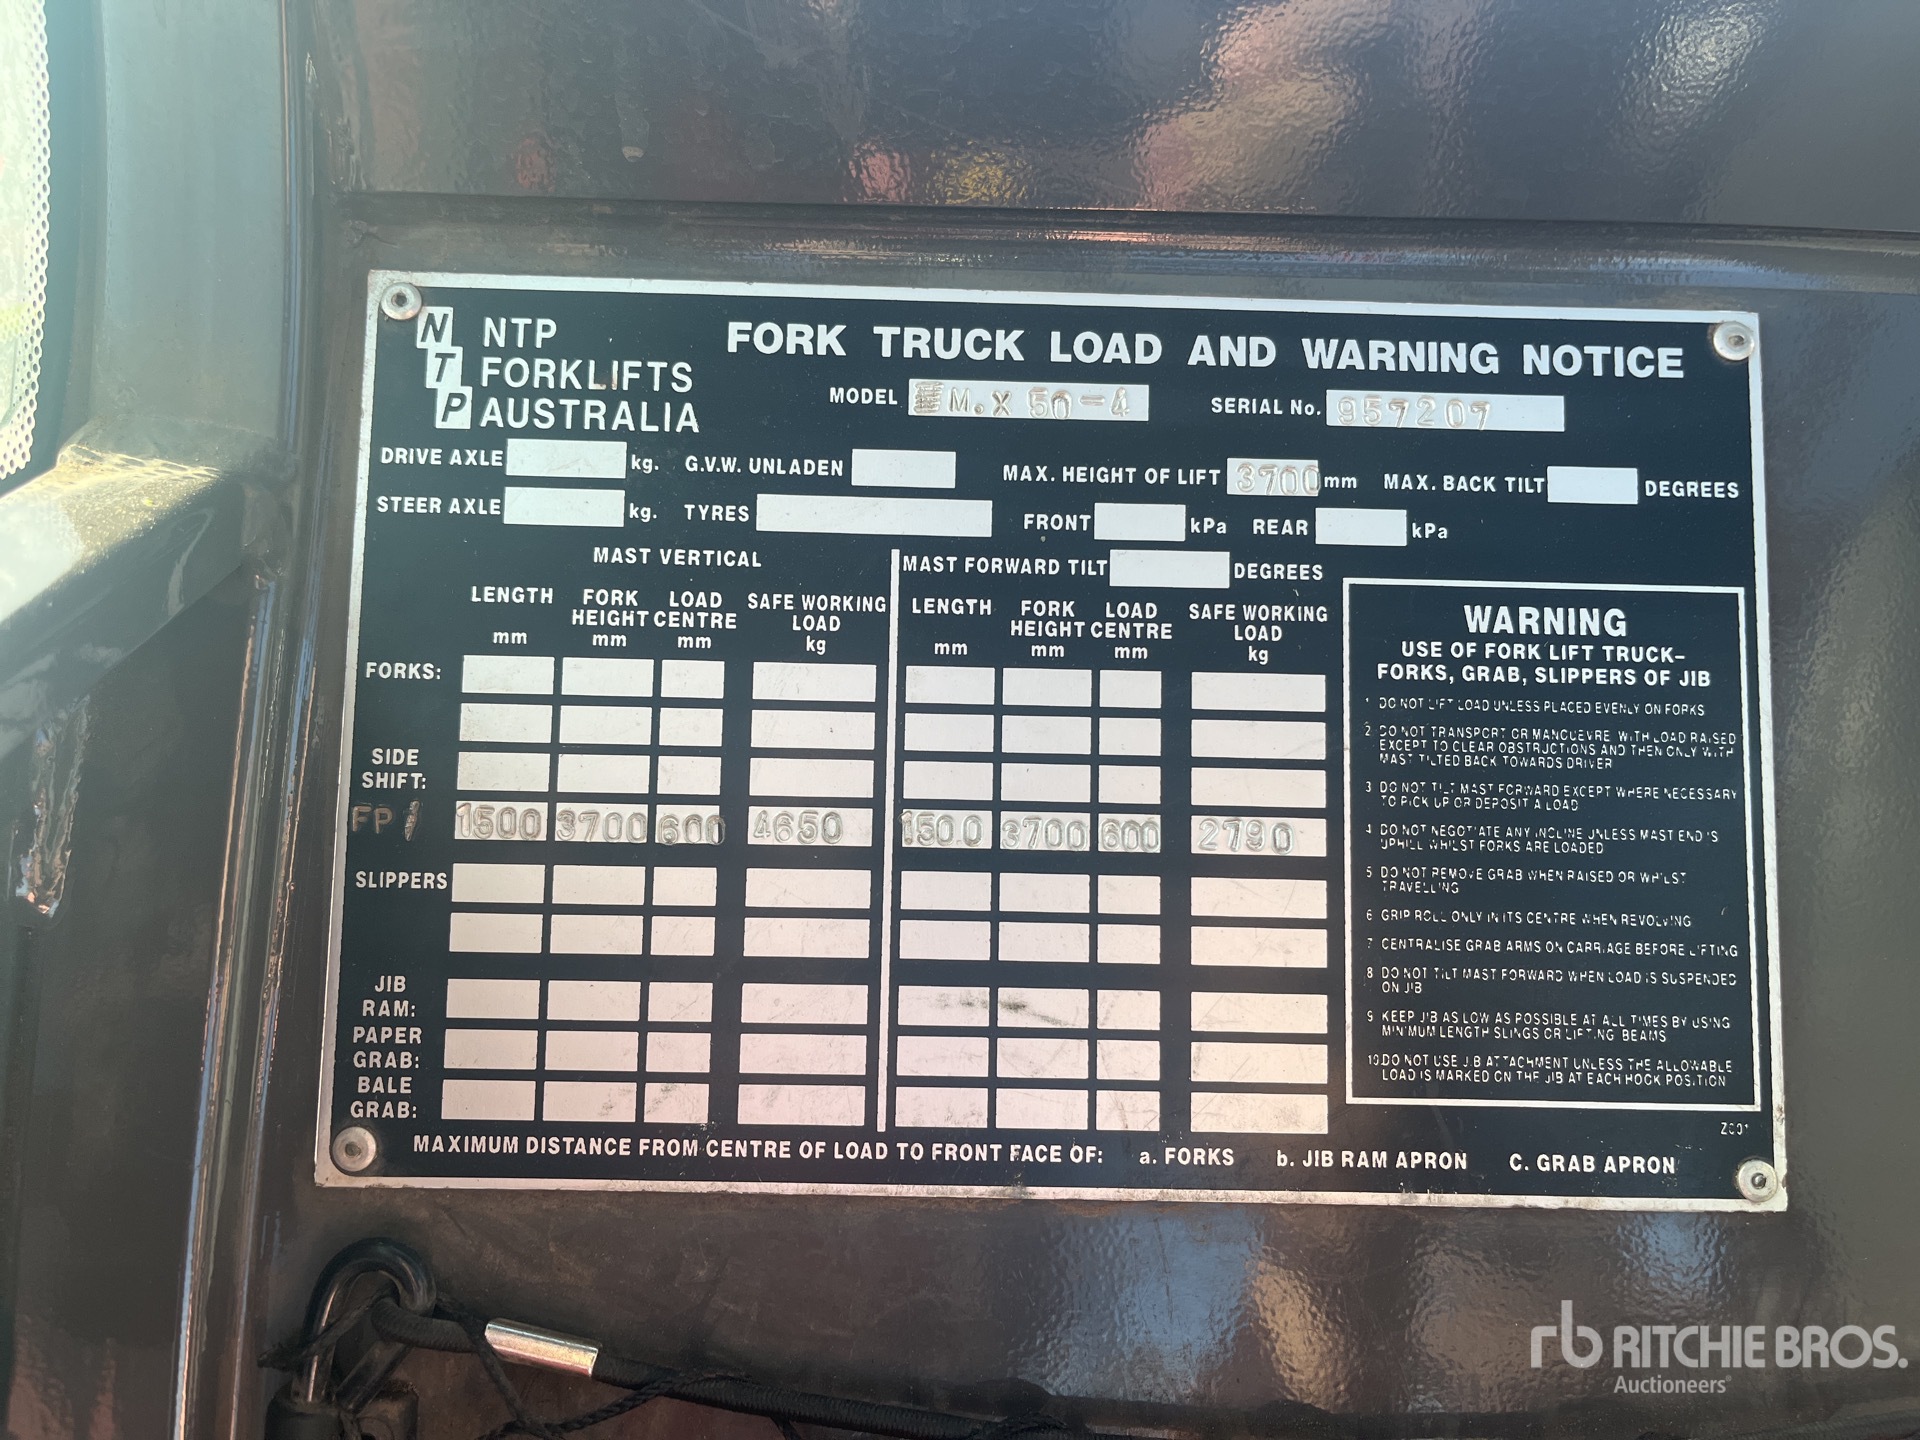 NTP
NTP
FORKLIFTS
AUSTRALIA
FORK TRUCK LOAD AND WARNING NOTICE
MODEL M.X 50-4 SERIAL No. 957207
DRIVE AXLE kg. G.V.W. UNLADEN MAX. HEIGHT OF LIFT 3700 mm MAX. BACK TILT DEGREES
STEER AXLE kg. TYRES FRONT kPa REAR kPa
MAST VERTICAL MAST FORWARD TILT DEGREES
LENGTH FORK LOAD SAFE WORKING LENGTH FORK LOAD SAFE WORKING
HEIGHT CENTRE LOAD HEIGHT CENTRE LOAD
mm mm mm kg mm mm mm kg
FORKS:
SIDE
SHIFT:
FP 1500 3700 600 4650 1500 3700 600 2790
SLIPPERS
JIB
RAM:
PAPER
GRAB:
BALE
GRAB:
WARNING
USE OF FORK LIFT TRUCK–
FORKS, GRAB, SLIPPERS OF JIB
1 DO NOT LIFT LOAD UNLESS PLACED EVENLY ON FORKS
2 DO NOT TRANSPORT OR MANOUEVRE WITH LOAD RAISED
EXCEPT TO CLEAR OBSTRUCTIONS AND THEN ONLY WITH
MAST TILTED BACK TOWARDS DRIVER
3 DO NOT TILT MAST FORWARD EXCEPT WHERE NECESSARY
TO PICK UP OR DEPOSIT A LOAD
4 DO NOT NEGOTIATE ANY INCLINE UNLESS MAST END IS
UPHILL WHILST FORKS ARE LOADED
5 DO NOT REMOVE GRAB WHEN RAISED OR WHILST
TRAVELLING
6 GRIP ROLL ONLY IN ITS CENTRE WHEN REVOLVING
7 CENTRALISE GRAB ARMS ON CARRIAGE BEFORE LIFTING
8 DO NOT TILT MAST FORWARD WHEN LOAD IS SUSPENDED
ON JIB
9 KEEP JIB AS LOW AS POSSIBLE AT ALL TIMES BY USING
MINIMUM LENGTH SLINGS OR LIFTING BEAMS
10 DO NOT USE JIB ATTACHMENT UNLESS THE ALLOWABLE
LOAD IS MARKED ON THE JIB AT EACH HOOK POSITION
MAXIMUM DISTANCE FROM CENTRE OF LOAD TO FRONT FACE OF: a. FORKS b. JIB RAM APRON C. GRAB APRON
rb RITCHIE BROS.
Auctioneers